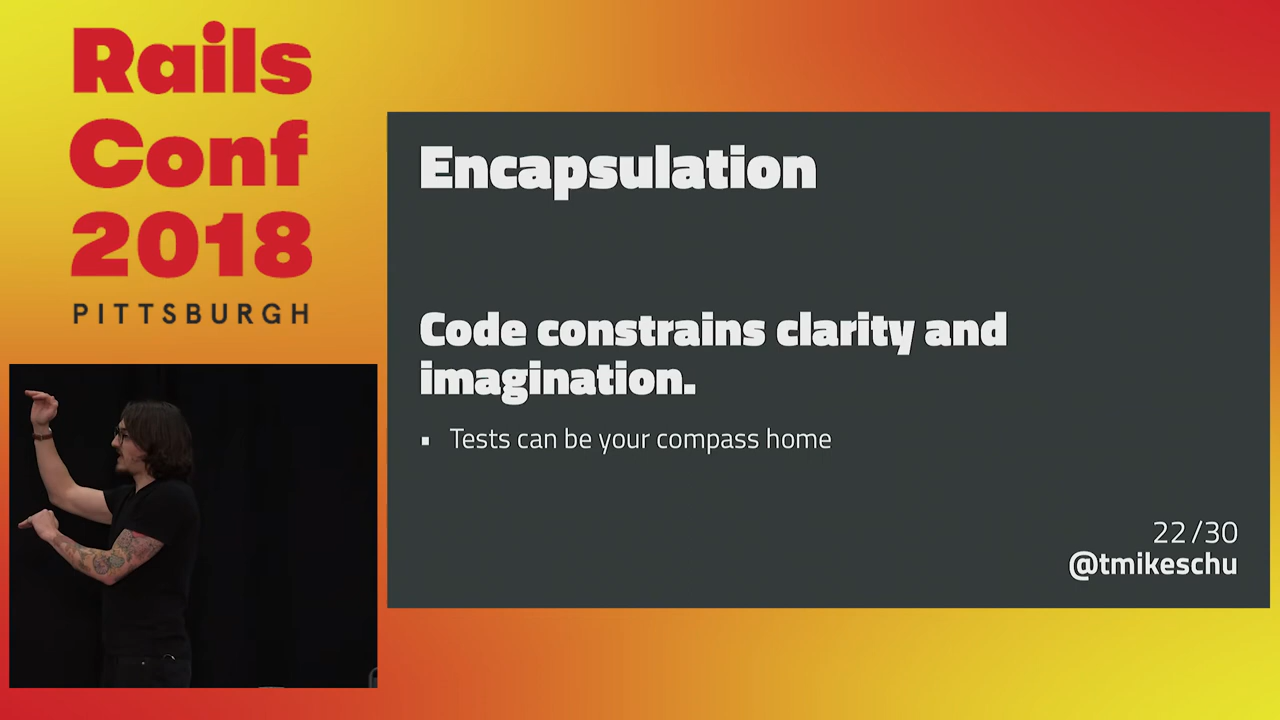 Rails
Conf
2018
PITTSBURGH
Encapsulation
Code constrains clarity and
imagination.
▪ Tests can be your compass home
22/30
@tmikeschu